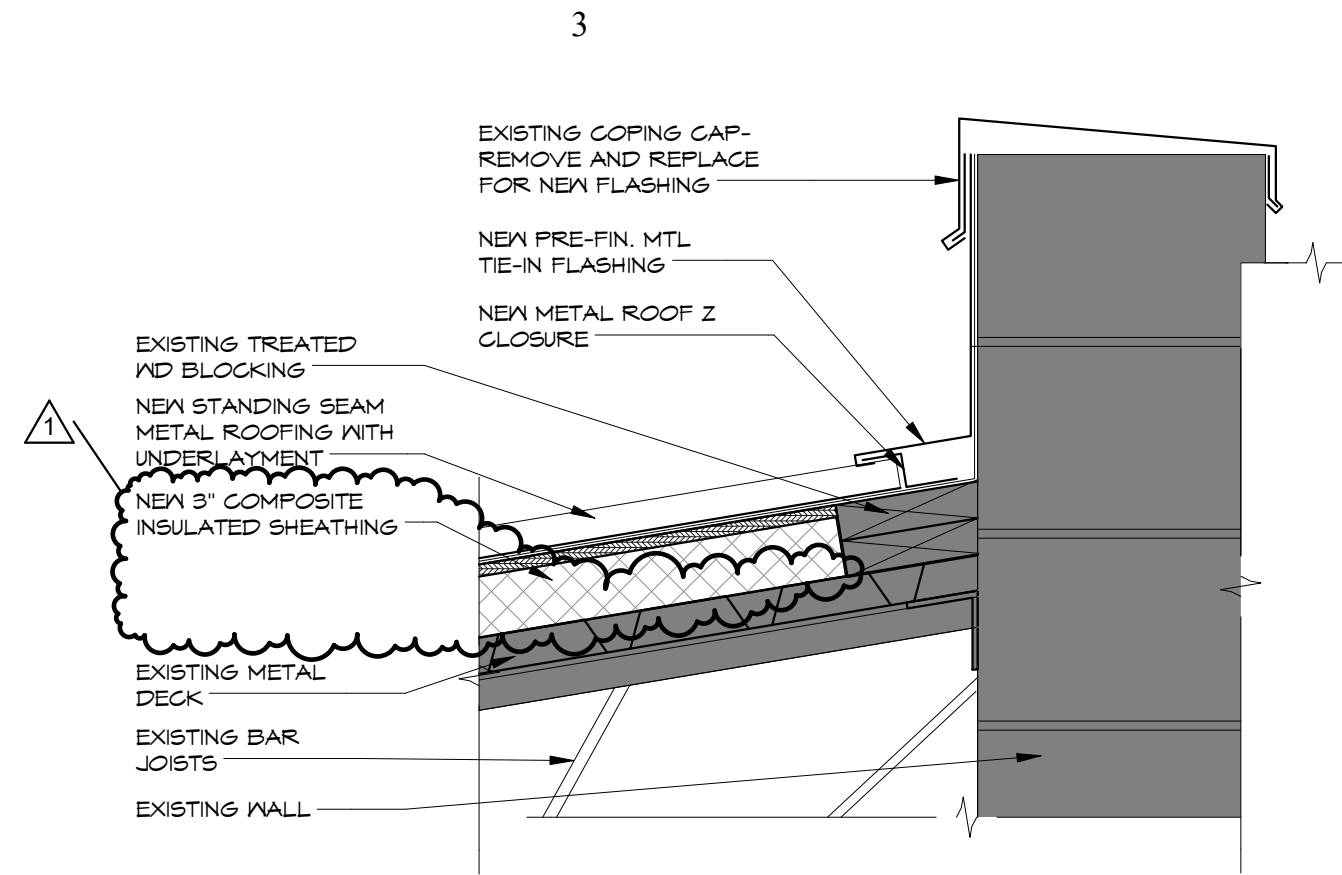 3
EXISTING COPING CAP-
REMOVE AND REPLACE
FOR NEW FLASHING
NEW PRE-FIN. MTL
TIE-IN FLASHING
NEW METAL ROOF Z
CLOSURE
EXISTING TREATED
WD BLOCKING
NEW STANDING SEAM
METAL ROOFING WITH
UNDERLAYMENT
1
NEW 3" COMPOSITE
INSULATED SHEATHING
EXISTING METAL
DECK
EXISTING BAR
JOISTS
EXISTING WALL